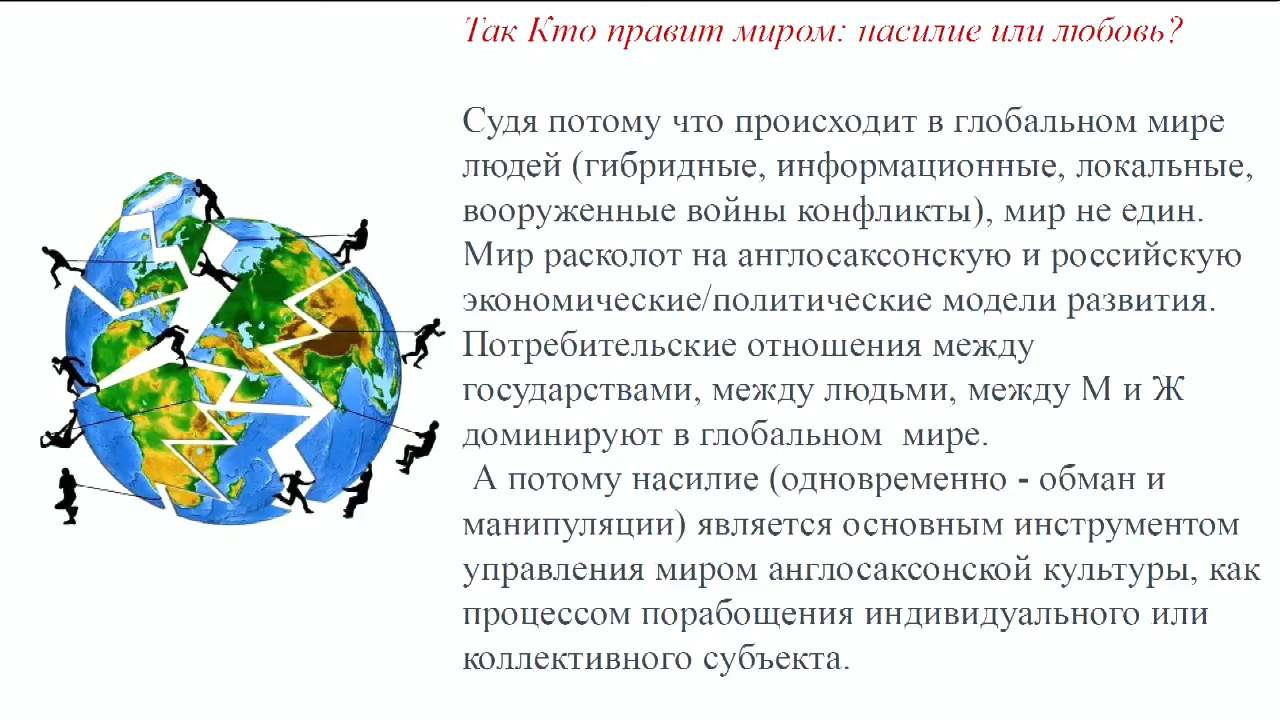 Так Кто правит миром: насилие или любовь?
Судя потому что происходит в глобальном мире
людей (гибридные, информационные, локальные,
вооруженные войны конфликты), мир не един.
Мир расколот на англосаксонскую и российскую
экономические/политические модели развития.
Потребительские отношения между
государствами, между людьми, между М и Ж
доминируют в глобальном мире.
А потому насилие (одновременно - обман и
манипуляции) является основным инструментом
управления миром англосаксонской культуры, как
процессом порабощения индивидуального или
коллективного субъекта.